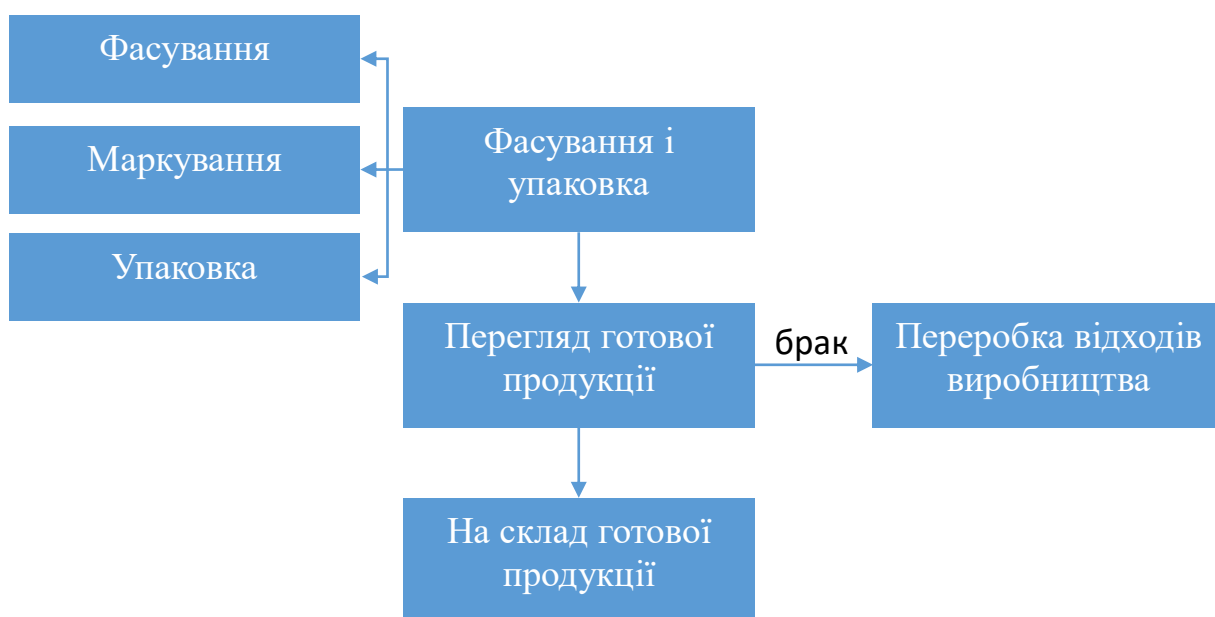 Фасування
Маркування
Упаковка
Фасування і
упаковка
Перегляд готової
продукції
брак
Переробка відходів
виробництва
На склад готової
продукції